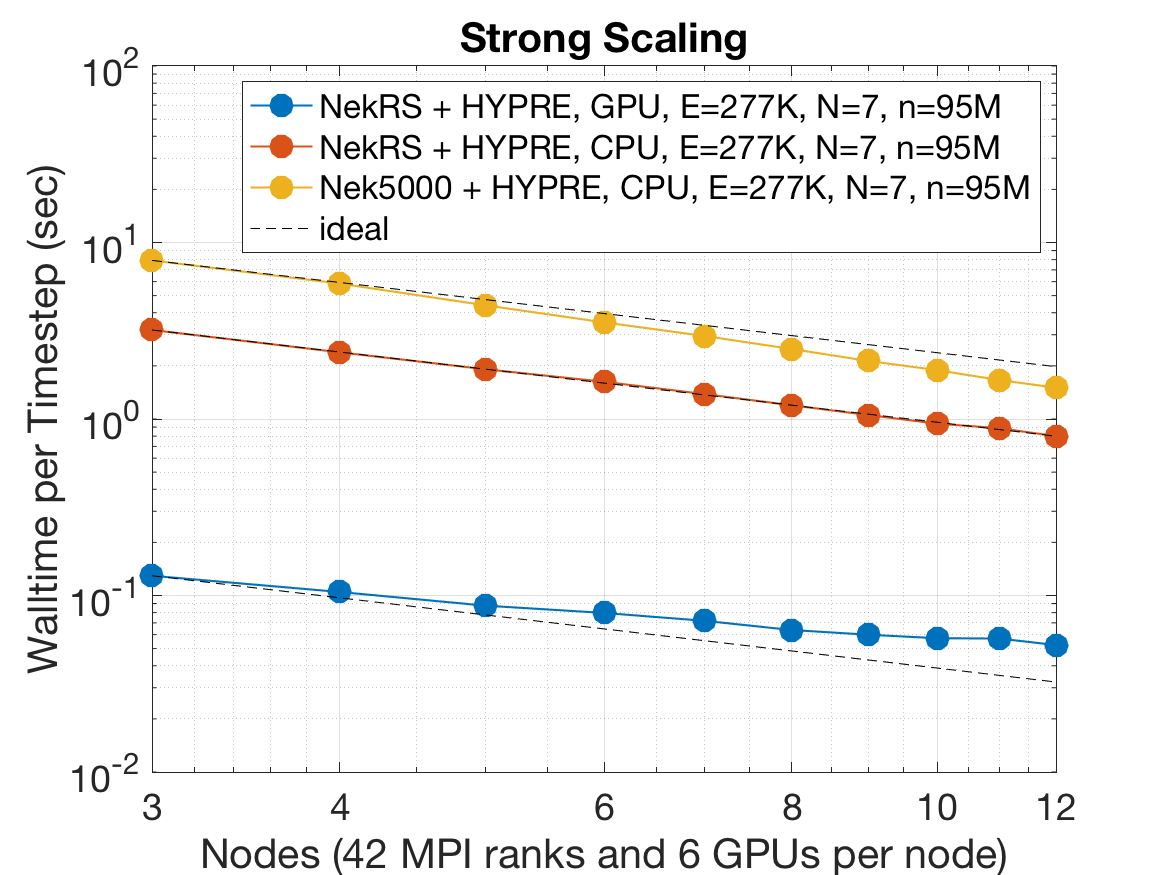 Strong Scaling
10^2
NekRS + HYPRE, GPU, E=277K, N=7, n=95M
NekRS + HYPRE, CPU, E=277K, N=7, n=95M
Nek5000 + HYPRE, CPU, E=277K, N=7, n=95M
ideal
10^1
10^0
10^-1
10^-2
Walltime per Timestep (sec)
3 4 6 8 10 12
Nodes (42 MPI ranks and 6 GPUs per node)